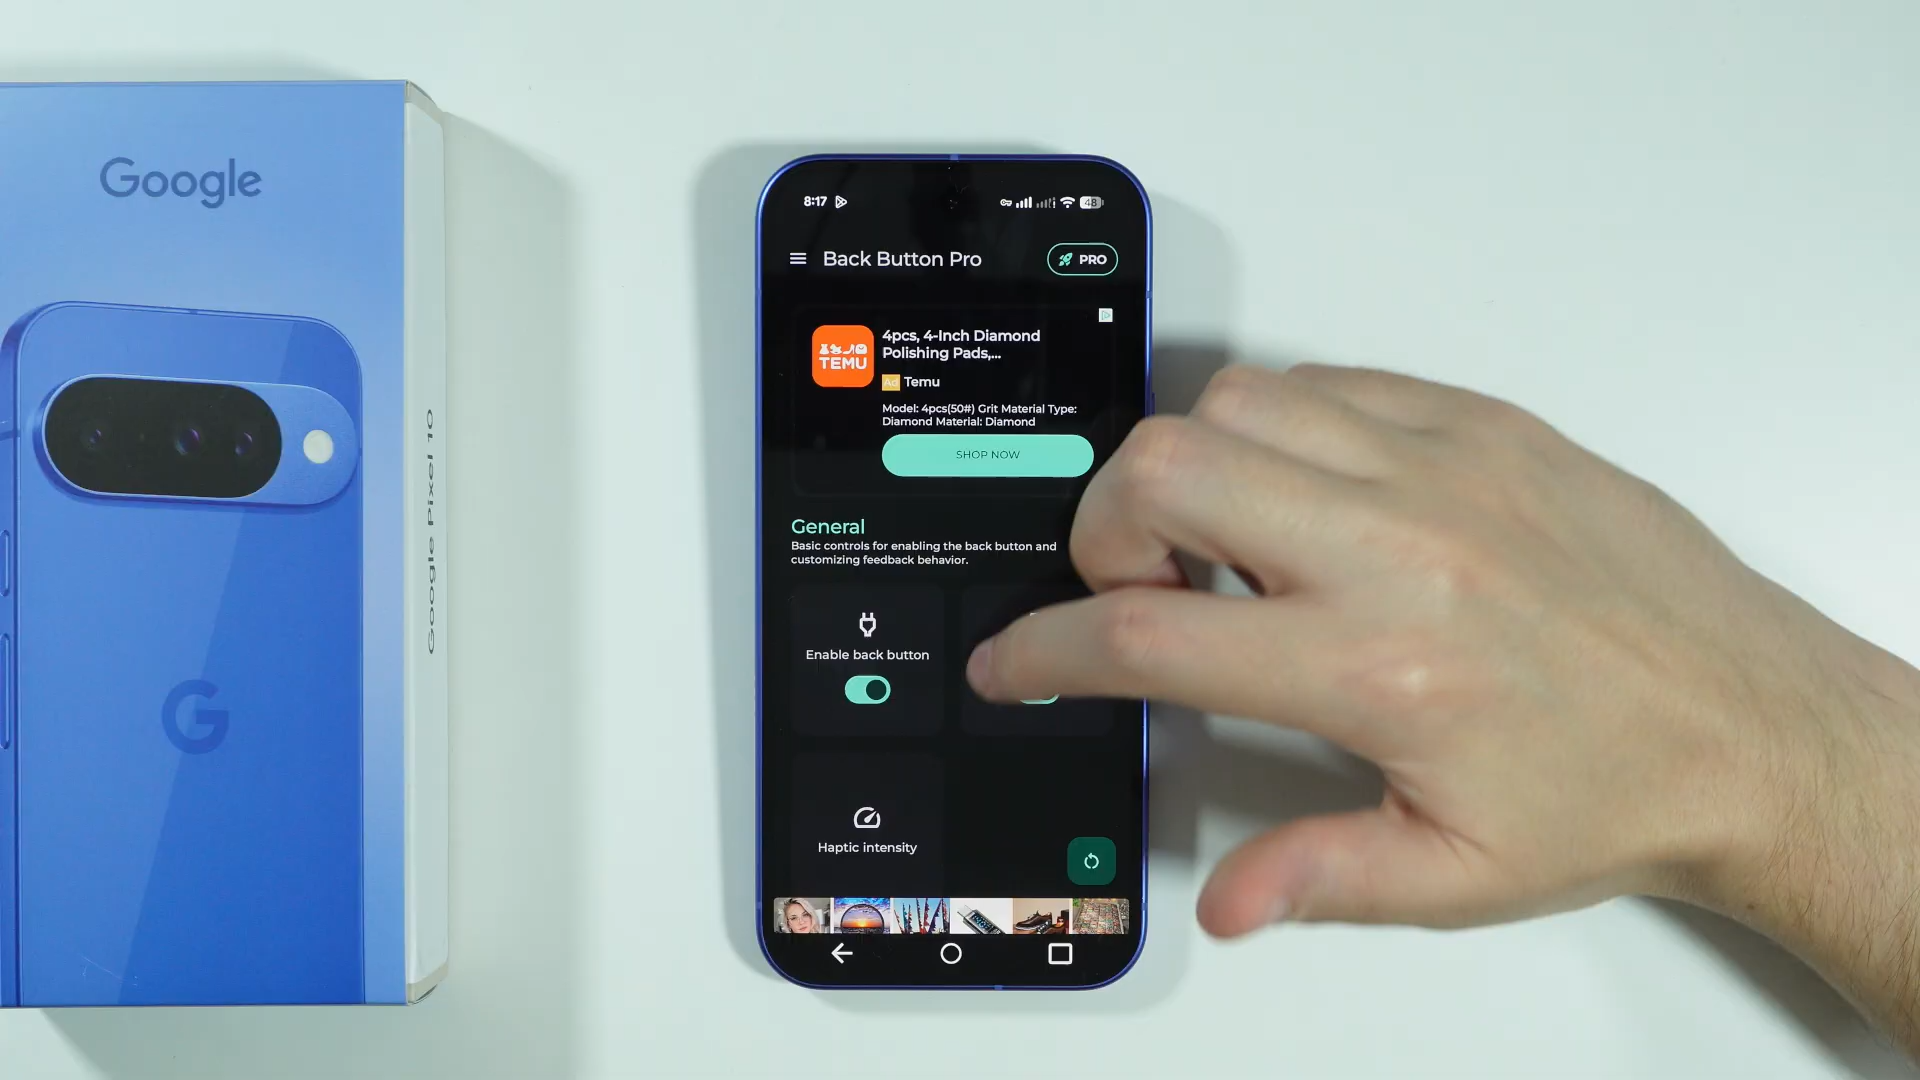 Google
Google Pixel 10
G
8:17
48
Back Button Pro
PRO
4pcs, 4-Inch Diamond
Polishing Pads,...
TEMU
Ad Temu
Model: 4pcs(50#) Grit Material Type:
Diamond Material: Diamond
SHOP NOW
General
Basic controls for enabling the back button and
customizing feedback behavior.
Enable back button
Haptic intensity